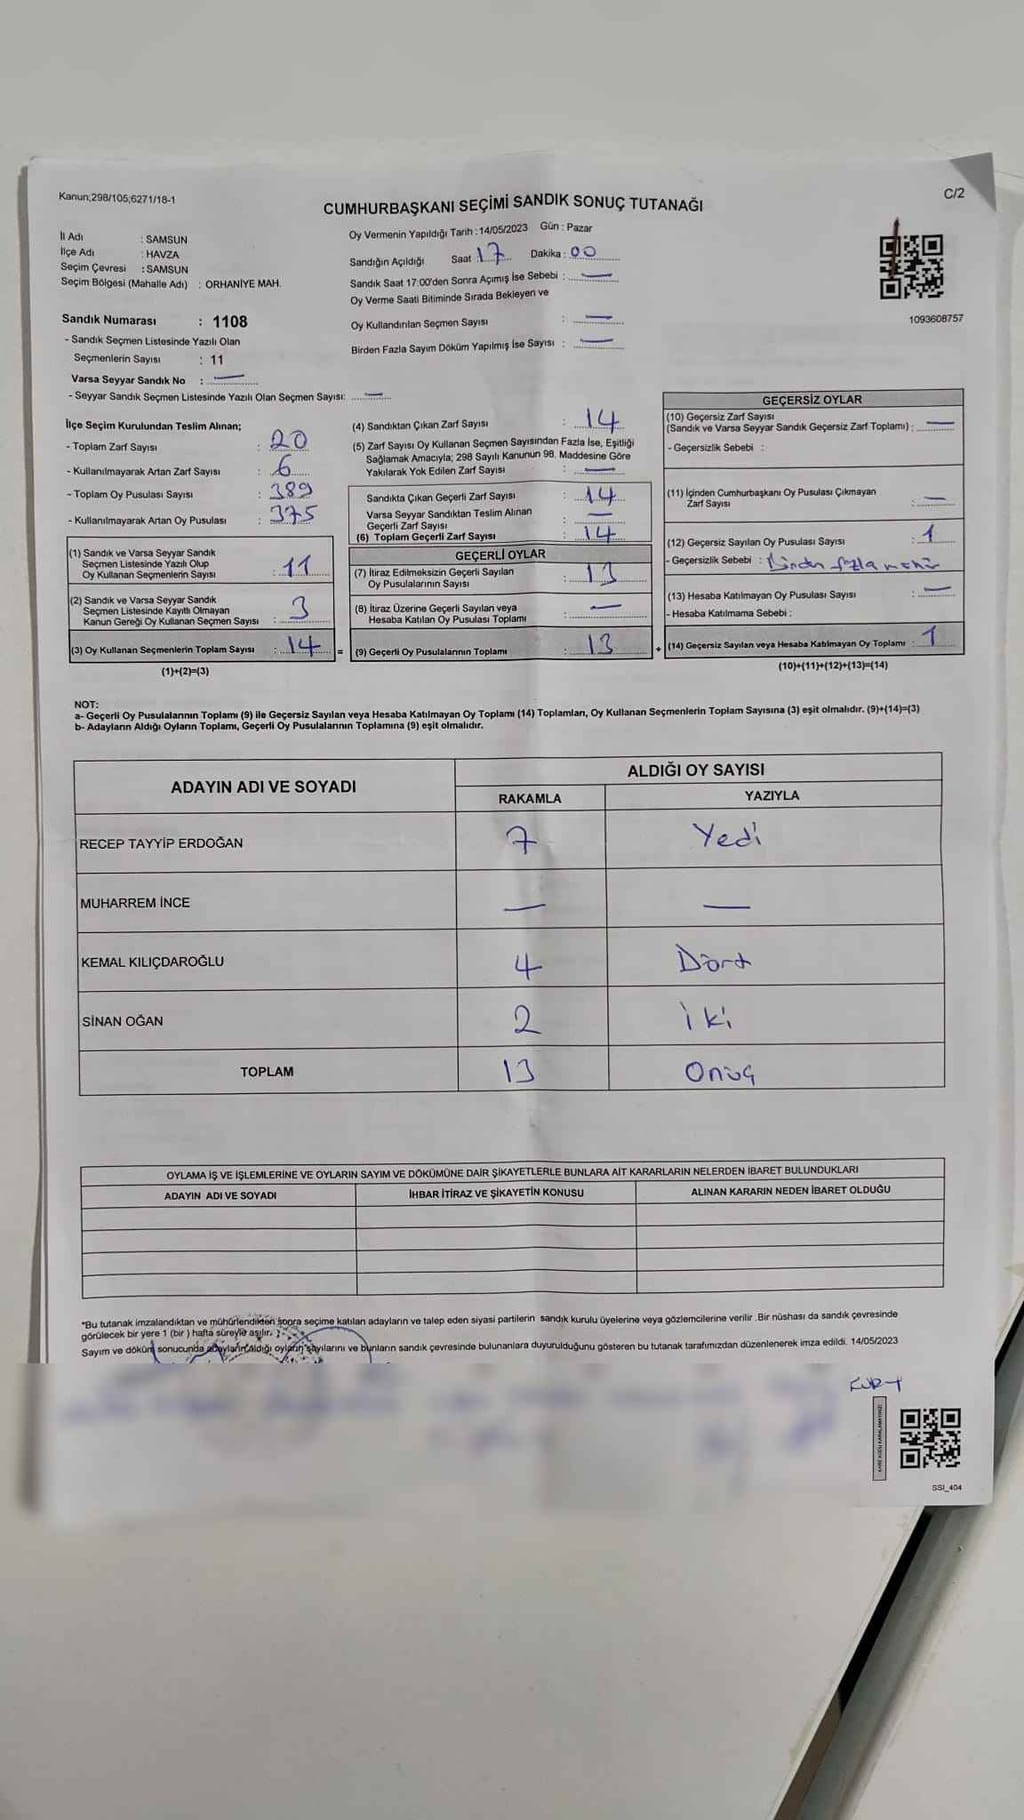 Kanun;298/105;6271/18-1
CUMHURBAŞKANI SEÇİMİ SANDIK SONUÇ TUTANAĞI
C/2
İl Adı : SAMSUN
İlçe Adı : HAVZA
Seçim Çevresi : SAMSUN
Seçim Bölgesi (Mahalle Adı) : ORHANİYE MAH.
Oy Vermenin Yapıldığı Tarih : 14/05/2023 Gün : Pazar
Sandığın Açıldığı Saat 17 Dakika : 00
Sandık Saat 17:00'den Sonra Açımış İse Sebebi : —
Oy Verme Saati Bitiminde Sırada Bekleyen ve
Oy Kullandırılan Seçmen Sayısı : —
Birden Fazla Sayım Döküm Yapılmış İse Sayısı : —
1093608757
Sandık Numarası : 1108
- Sandık Seçmen Listesinde Yazılı Olan
Seçmenlerin Sayısı : 11
Varsa Seyyar Sandık No : —
- Seyyar Sandık Seçmen Listesinde Yazılı Olan Seçmen Sayısı: —
İlçe Seçim Kurulundan Teslim Alınan;
- Toplam Zarf Sayısı : 20
- Kullanılmayarak Artan Zarf Sayısı : 6
- Toplam Oy Pusulası Sayısı : 389
- Kullanılmayarak Artan Oy Pusulası : 375
(1) Sandık ve Varsa Seyyar Sandık
Seçmen Listesinde Yazılı Olup
Oy Kullanan Seçmenlerin Sayısı : 11
(2) Sandık ve Varsa Seyyar Sandık
Seçmen Listesinde Kayıtlı Olmayan
Kanun Gereği Oy Kullanan Seçmen Sayısı : 3
(3) Oy Kullanan Seçmenlerin Toplam Sayısı : 14 =
(1)+(2)=(3)
(4) Sandıktan Çıkan Zarf Sayısı : 14
(5) Zarf Sayısı Oy Kullanan Seçmen Sayısından Fazla İse, Eşitliği
Sağlamak Amacıyla; 298 Sayılı Kanunun 98. Maddesine Göre
Yakılarak Yok Edilen Zarf Sayısı : —
Sandıkta Çıkan Geçerli Zarf Sayısı : 14
Varsa Seyyar Sandıktan Teslim Alınan
Geçerli Zarf Sayısı : —
(6) Toplam Geçerli Zarf Sayısı : 14
GEÇERLİ OYLAR
(7) İtiraz Edilmeksizin Geçerli Sayılan
Oy Pusulalarının Sayısı : 13
(8) İtiraz Üzerine Geçerli Sayılan veya
Hesaba Katılan Oy Pusulası Toplamı : —
(9) Geçerli Oy Pusulalarının Toplamı : 13 +
GEÇERSİZ OYLAR
(10) Geçersiz Zarf Sayısı
(Sandık ve Varsa Seyyar Sandık Geçersiz Zarf Toplamı) : —
- Geçersizlik Sebebi :
(11) İçinden Cumhurbaşkanı Oy Pusulası Çıkmayan
Zarf Sayısı : —
(12) Geçersiz Sayılan Oy Pusulası Sayısı : 1
- Geçersizlik Sebebi : Birden fazla mühür
(13) Hesaba Katılmayan Oy Pusulası Sayısı : —
- Hesaba Katılmama Sebebi :
(14) Geçersiz Sayılan veya Hesaba Katılmayan Oy Toplamı : 1
(10)+(11)+(12)+(13)=(14)
NOT:
a- Geçerli Oy Pusulalarının Toplamı (9) ile Geçersiz Sayılan veya Hesaba Katılmayan Oy Toplamı (14) Toplamları, Oy Kullanan Seçmenlerin Toplam Sayısına (3) eşit olmalıdır. (9)+(14)=(3)
b- Adayların Aldığı Oyların Toplamı, Geçerli Oy Pusulalarının Toplamına (9) eşit olmalıdır.
ADAYIN ADI VE SOYADI
ALDIĞI OY SAYISI
RAKAMLA YAZIYLA
RECEP TAYYİP ERDOĞAN 7 Yedi
MUHARREM İNCE — —
KEMAL KILIÇDAROĞLU 4 Dört
SİNAN OĞAN 2 İki
TOPLAM 13 Onüç
OYLAMA İŞ VE İŞLEMLERİNE VE OYLARIN SAYIM VE DÖKÜMÜNE DAİR ŞİKAYETLERLE BUNLARA AİT KARARLARIN NELERDEN İBARET BULUNDUKLARI
ADAYIN ADI VE SOYADI İHBAR İTİRAZ VE ŞİKAYETİN KONUSU ALINAN KARARIN NEDEN İBARET OLDUĞU
*Bu tutanak imzalandıktan ve mühürlendikten sonra seçime katılan adayların ve talep eden siyasi partilerin sandık kurulu üyelerine veya gözlemcilerine verilir .Bir nüshası da sandık çevresinde
görülecek bir yere 1 (bir ) hafta süreyle asılır.
Sayım ve döküm sonucunda adayların aldığı oyların sayılarını ve bunların sandık çevresinde bulunanlara duyurulduğunu gösteren bu tutanak tarafımızdan düzenlenerek imza edildi. 14/05/2023
KURT
SSI_404